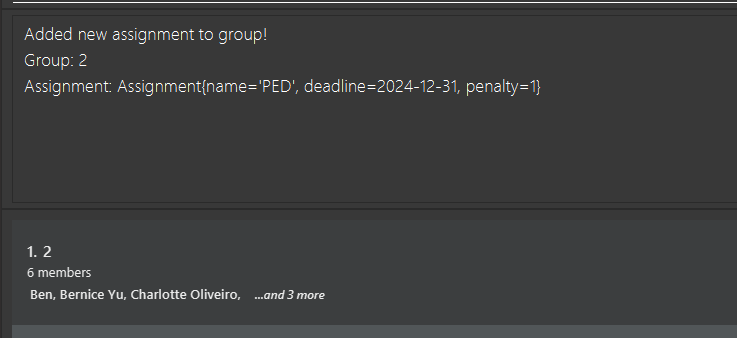 Added new assignment to group!
Group: 2
Assignment: Assignment{name='PED', deadline=2024-12-31, penalty=1}
1. 2
6 members
Ben, Bernice Yu, Charlotte Oliveiro, ...and 3 more